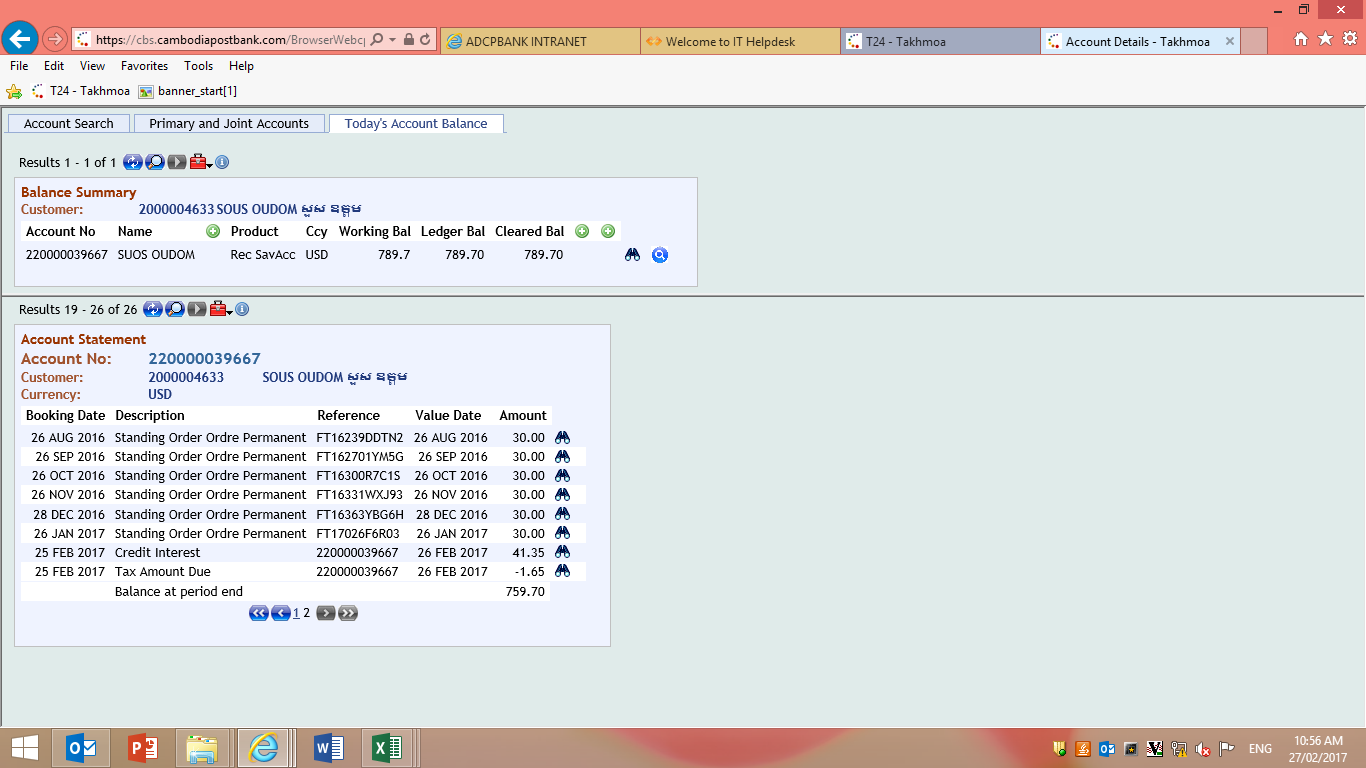 https://cbs.cambodiapostbank.com/BrowserWebcp
ADCPBANK INTRANET
Welcome to IT Helpdesk
T24 - Takhmoa
Account Details - Takhmoa
File Edit View Favorites Tools Help
T24 - Takhmoa banner_start[1]
Account Search Primary and Joint Accounts Today's Account Balance
Results 1 - 1 of 1
Balance Summary
Customer: 2000004633 SOUS OUDOM សួស ឧត្តម
Account No Name Product Ccy Working Bal Ledger Bal Cleared Bal
220000039667 SUOS OUDOM Rec SavAcc USD 789.7 789.70 789.70
Results 19 - 26 of 26
Account Statement
Account No: 220000039667
Customer: 2000004633 SOUS OUDOM សួស ឧត្តម
Currency: USD
Booking Date Description Reference Value Date Amount
26 AUG 2016 Standing Order Ordre Permanent FT16239DDTN2 26 AUG 2016 30.00
26 SEP 2016 Standing Order Ordre Permanent FT162701YM5G 26 SEP 2016 30.00
26 OCT 2016 Standing Order Ordre Permanent FT16300R7C1S 26 OCT 2016 30.00
26 NOV 2016 Standing Order Ordre Permanent FT16331WXJ93 26 NOV 2016 30.00
28 DEC 2016 Standing Order Ordre Permanent FT16363YBG6H 28 DEC 2016 30.00
26 JAN 2017 Standing Order Ordre Permanent FT17026F6R03 26 JAN 2017 30.00
25 FEB 2017 Credit Interest 220000039667 26 FEB 2017 41.35
25 FEB 2017 Tax Amount Due 220000039667 26 FEB 2017 -1.65
Balance at period end 759.70
1 2
ENG
10:56 AM
27/02/2017